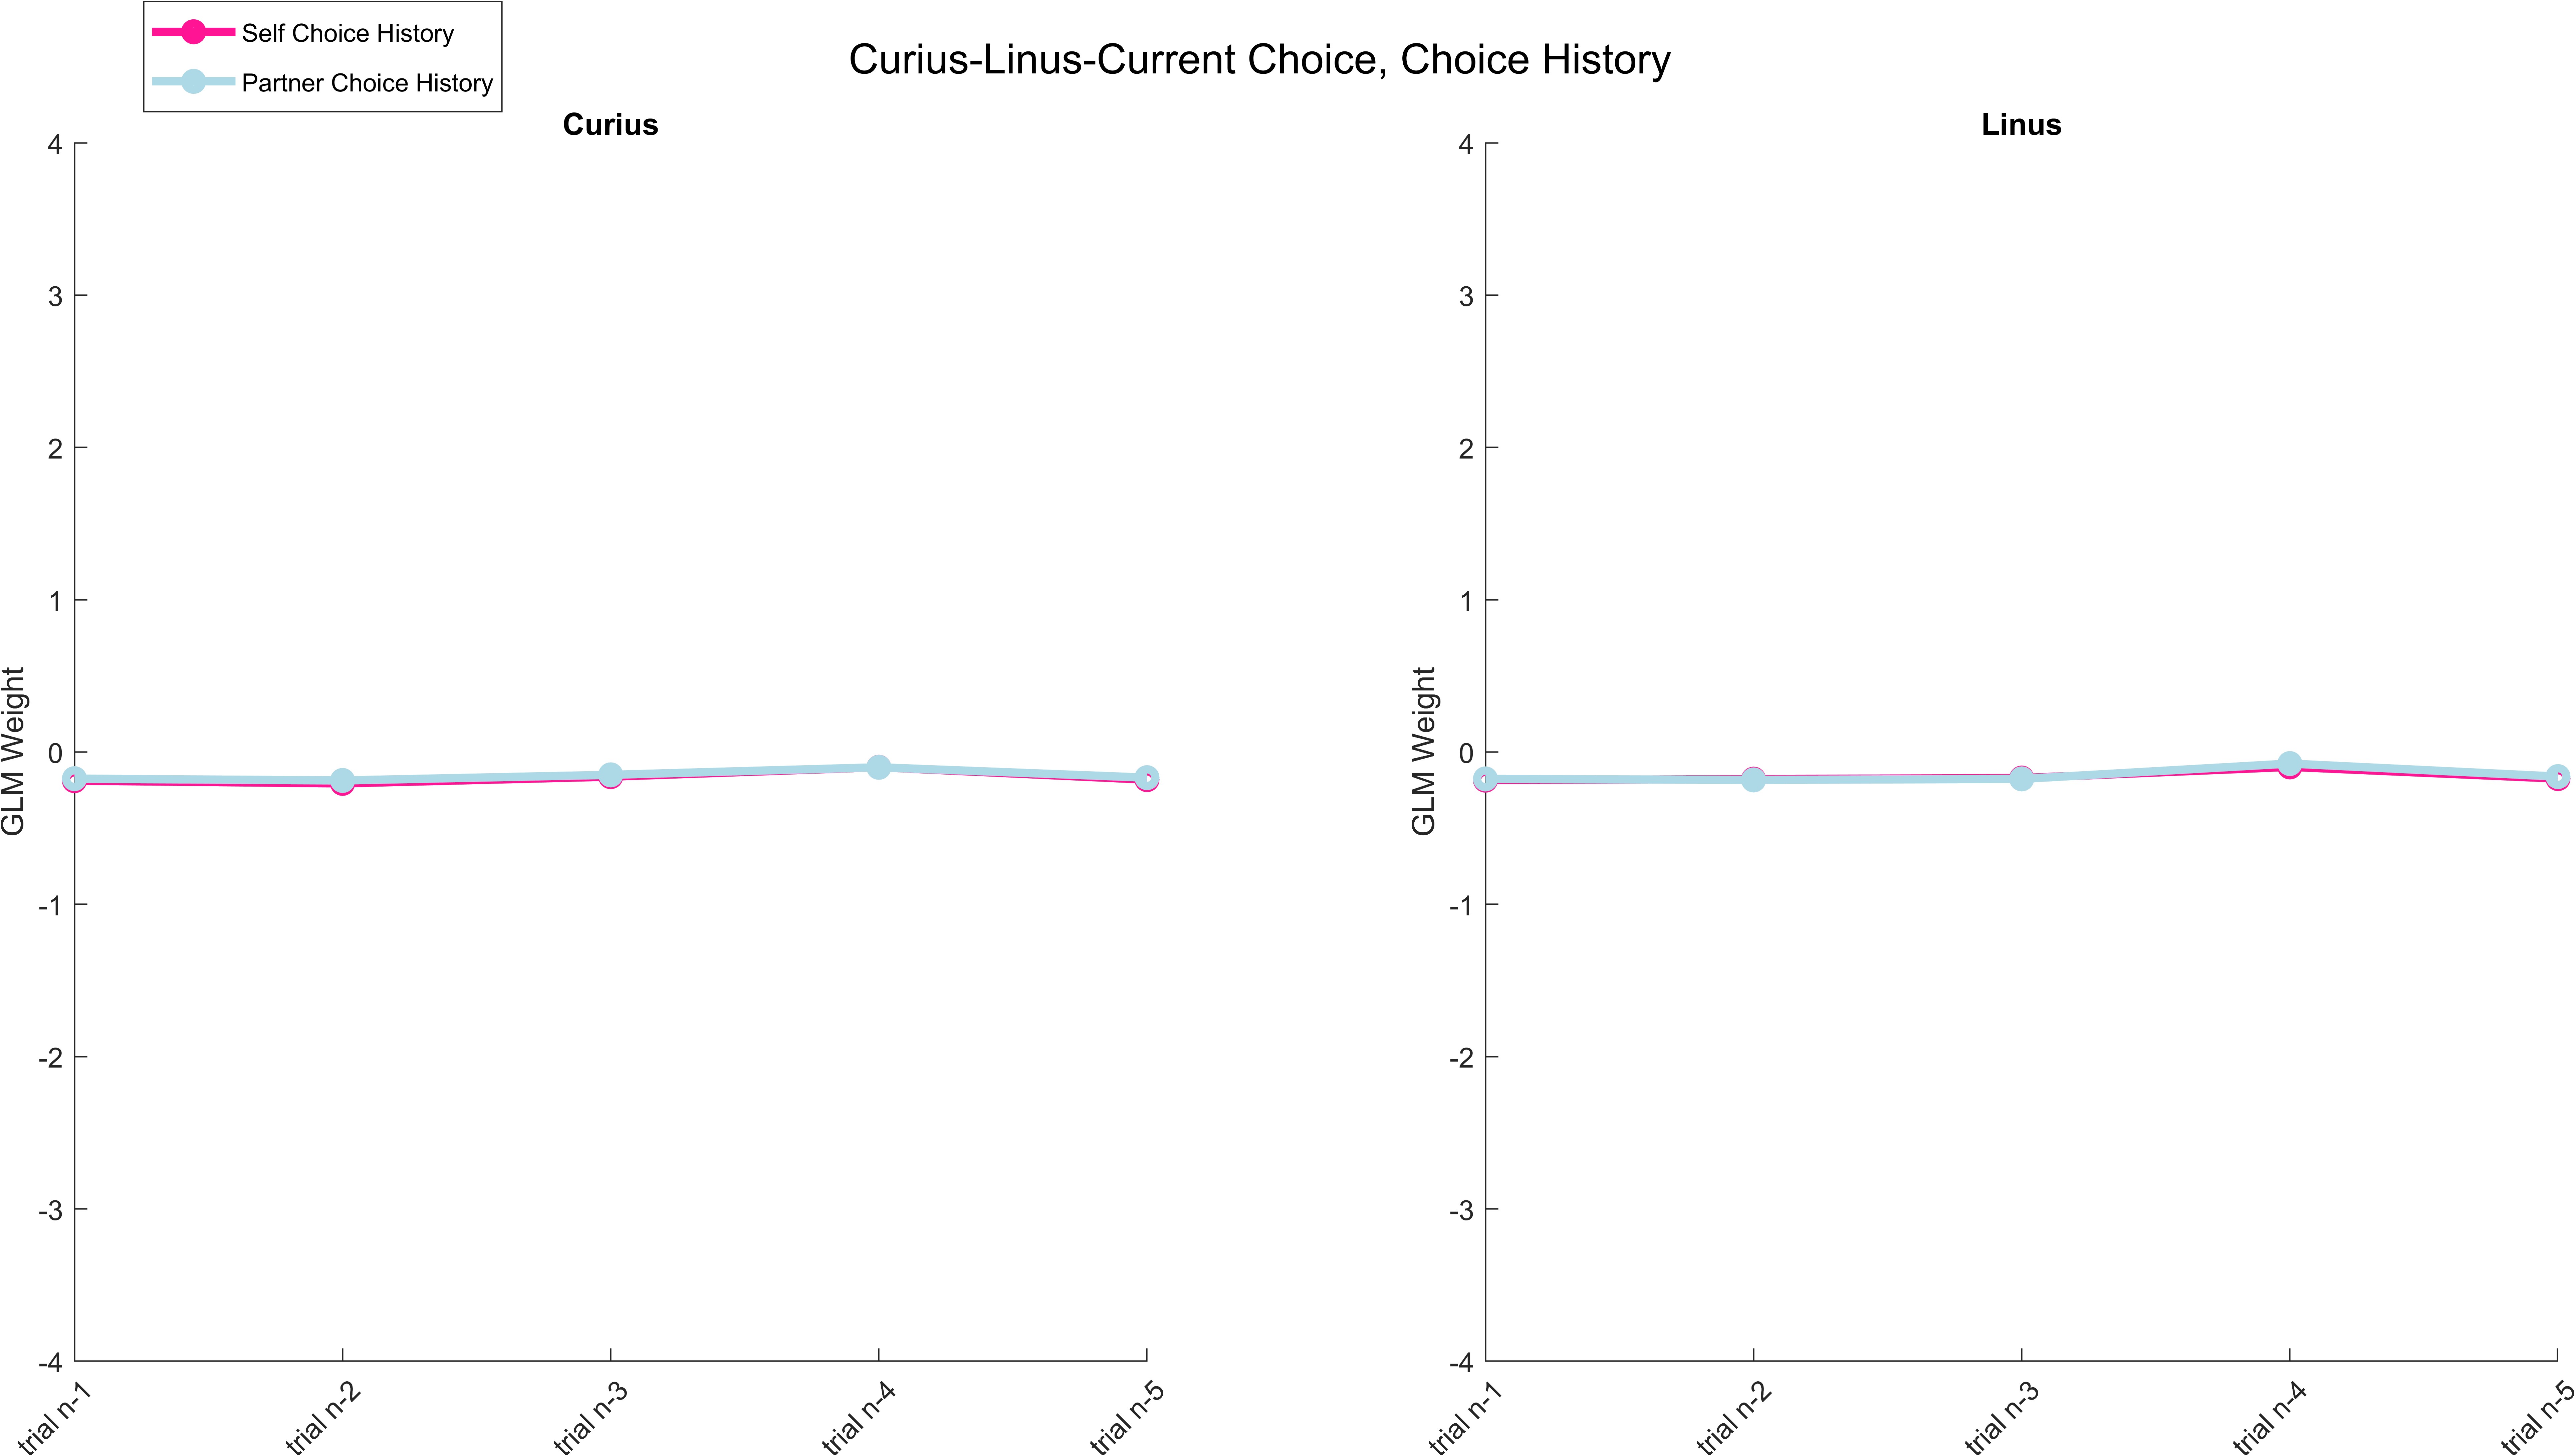 Self Choice History
Partner Choice History
Curius-Linus-Current Choice, Choice History
Curius
4
3
2
1
0
-1
-2
-3
-4
GLM Weight
trial n-1
trial n-2
trial n-3
trial n-4
trial n-5
Linus
4
3
2
1
0
-1
-2
-3
-4
GLM Weight
trial n-1
trial n-2
trial n-3
trial n-4
trial n-5